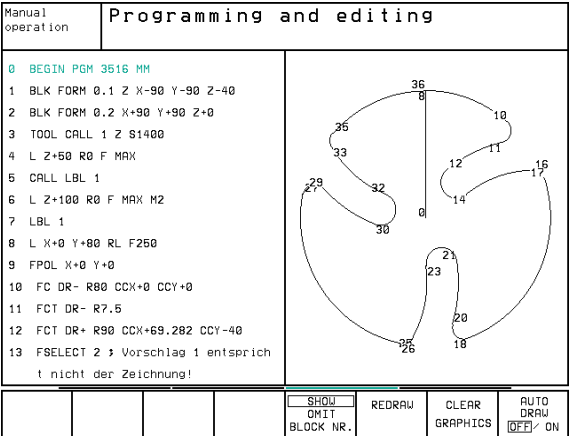 Manual
operation
Programming and editing
0 BEGIN PGM 3516 MM
1 BLK FORM 0.1 Z X-90 Y-90 Z-40
2 BLK FORM 0.2 X+90 Y+90 Z+0
3 TOOL CALL 1 Z S1400
4 L Z+50 R0 F MAX
5 CALL LBL 1
6 L Z+100 R0 F MAX M2
7 LBL 1
8 L X+0 Y+80 RL F250
9 FPOL X+0 Y+0
10 FC DR- R80 CCX+0 CCY+0
11 FCT DR- R7.5
12 FCT DR+ R90 CCX+69.282 CCY-40
13 FSELECT 2 ; Vorschlag 1 entsprich
t nicht der Zeichnung!
36
8
10
35
11
33
12
16
17
29
27
32
14
0
30
21
23
20
25
26
18
SHOW
OMIT
BLOCK NR.
REDRAW
CLEAR
GRAPHICS
AUTO
DRAW
OFF / ON